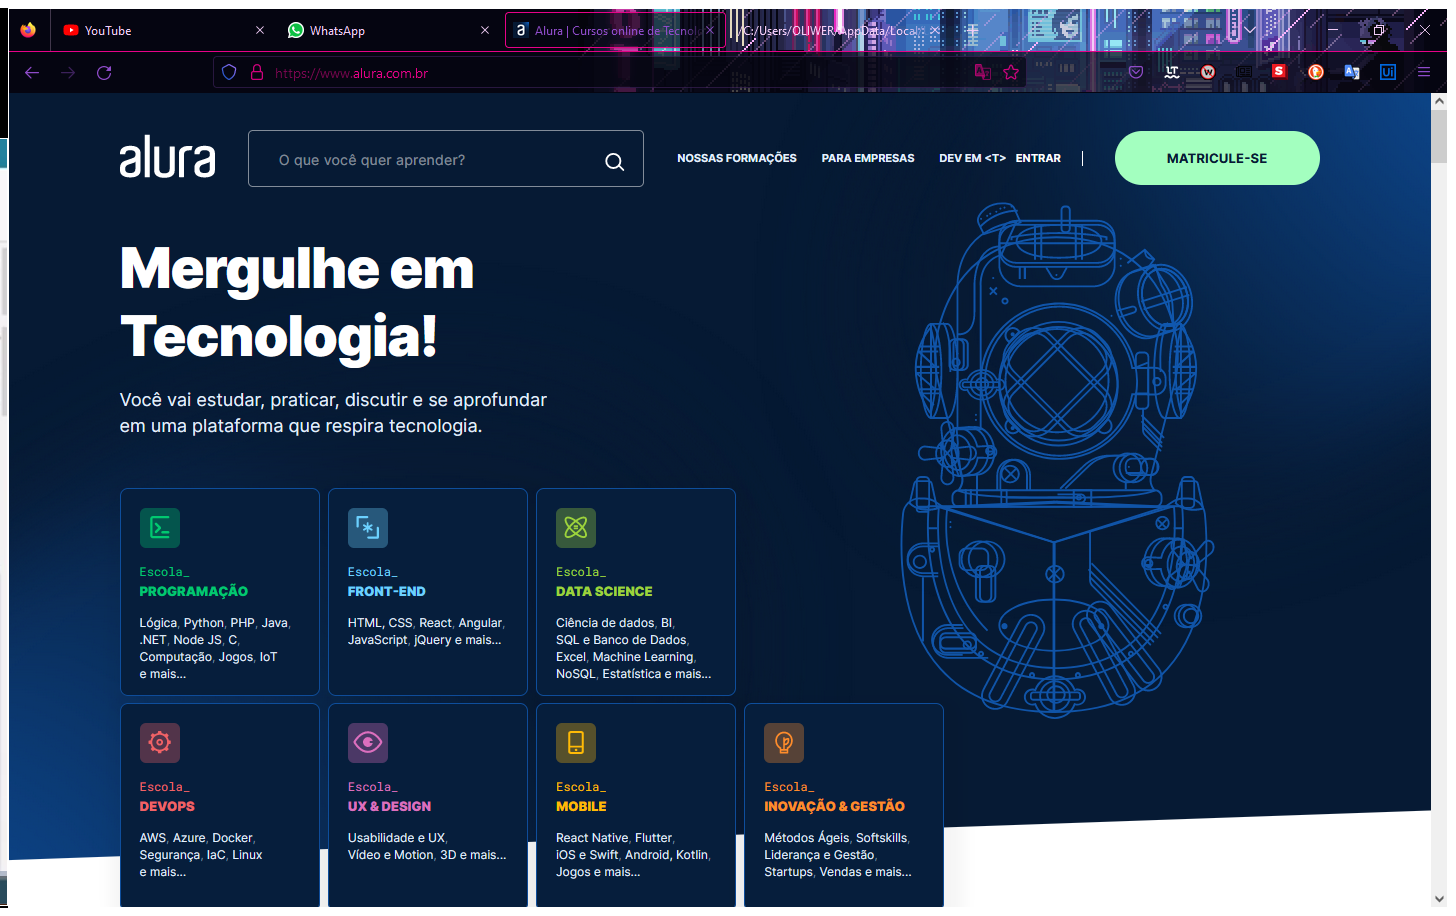 YouTube
WhatsApp
Alura | Cursos online de Tecnol
C:/Users/OLIWER/AppData/Local
https://www.alura.com.br
alura
O que você quer aprender?
NOSSAS FORMAÇÕES
PARA EMPRESAS
DEV EM <T>
ENTRAR
MATRICULE-SE
Mergulhe em
Tecnologia!
Você vai estudar, praticar, discutir e se aprofundar
em uma plataforma que respira tecnologia.
Escola_
PROGRAMAÇÃO
Lógica, Python, PHP, Java,
.NET, Node JS, C,
Computação, Jogos, IoT
e mais...
Escola_
FRONT-END
HTML, CSS, React, Angular,
JavaScript, jQuery e mais...
Escola_
DATA SCIENCE
Ciência de dados, BI,
SQL e Banco de Dados,
Excel, Machine Learning,
NoSQL, Estatística e mais...
Escola_
DEVOPS
AWS, Azure, Docker,
Segurança, IaC, Linux
e mais...
Escola_
UX & DESIGN
Usabilidade e UX,
Vídeo e Motion, 3D e mais...
Escola_
MOBILE
React Native, Flutter,
iOS e Swift, Android, Kotlin,
Jogos e mais...
Escola_
INOVAÇÃO & GESTÃO
Métodos Ágeis, Softskills,
Liderança e Gestão,
Startups, Vendas e mais...